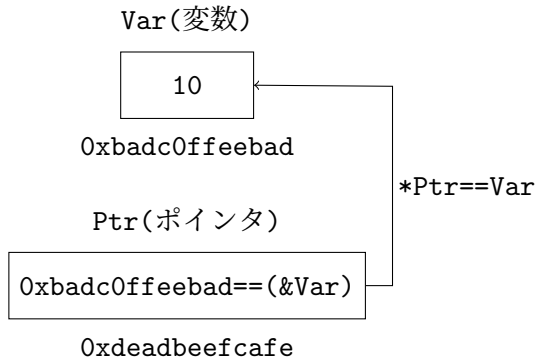 Var(変数)
10
0xbadc0ffeebad
*Ptr==Var
Ptr(ポインタ)
0xbadc0ffeebad==(&Var)
0xdeadbeefcafe